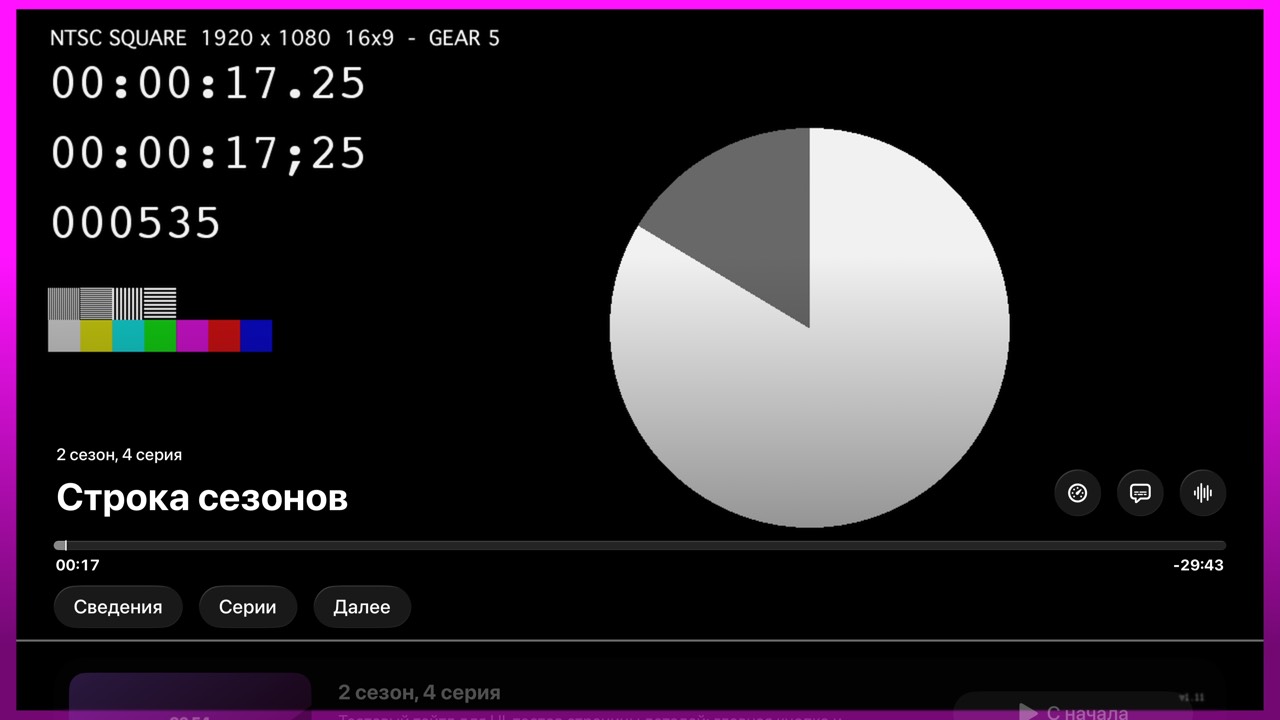 NTSC SQUARE 1920 x 1080 16x9 - GEAR 5
00:00:17.25
00:00:17;25
000535
2 сезон, 4 серия
Строка сезонов
00:17
-29:43
Сведения
Серии
Далее
2 сезон, 4 серия
С начала